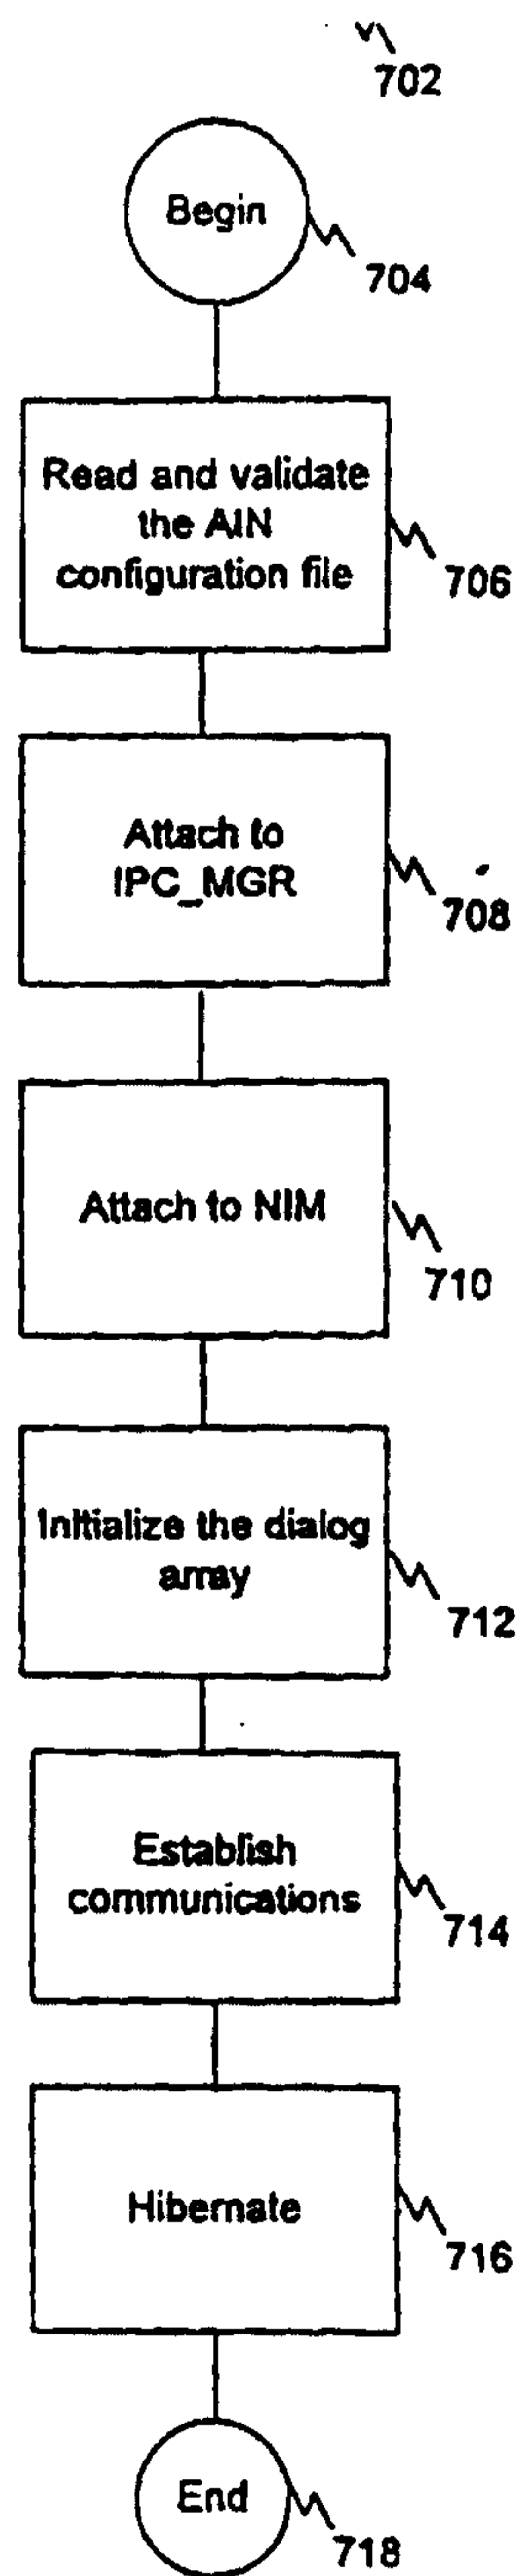 702
Begin
704
Read and validate
the AIN
configuration file
706
Attach to
IPC_MGR
708
Attach to NIM
710
Initialize the dialog
array
712
Establish
communications
714
Hibernate
716
End
718